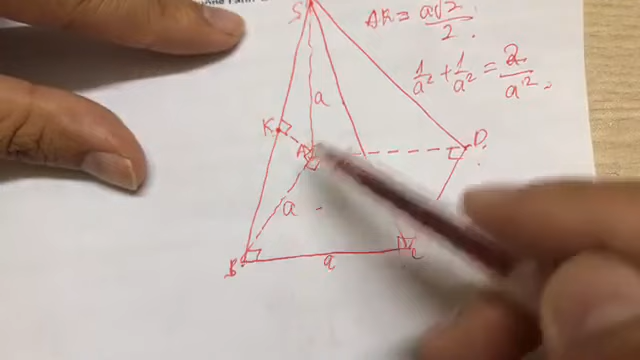 S
AK = a√2/2.
1/a² + 1/a² = 2/a².
a
K
A
D.
a
B
a
C